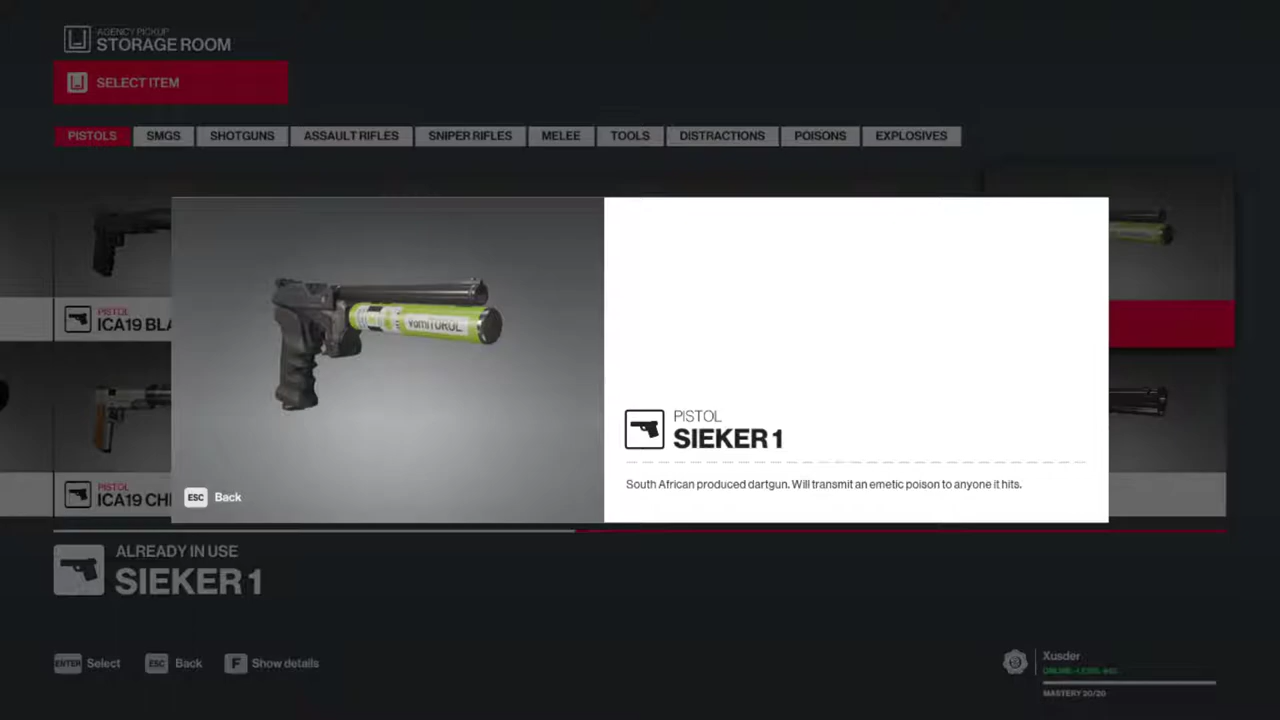 AGENCY PICKUP
STORAGE ROOM
SELECT ITEM
PISTOLS SMGS SHOTGUNS ASSAULT RIFLES SNIPER RIFLES MELEE TOOLS DISTRACTIONS POISONS EXPLOSIVES
PISTOL
ICA19 BLA
vomiTOROL
PISTOL
SIEKER 1
South African produced dartgun. Will transmit an emetic poison to anyone it hits.
PISTOL
ICA19 CHI
ESC Back
ALREADY IN USE
SIEKER 1
ENTER Select ESC Back F Show details
Xusder
MASTERY 20/20